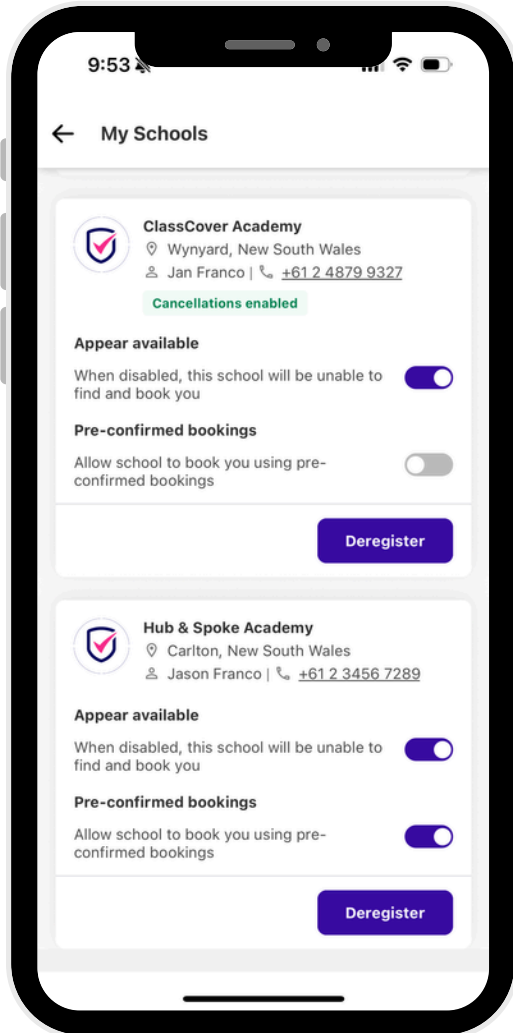 9:53
My Schools
ClassCover Academy
Wynyard, New South Wales
Jan Franco | +61 2 4879 9327
Cancellations enabled
Appear available
When disabled, this school will be unable to
find and book you
Pre-confirmed bookings
Allow school to book you using pre-
confirmed bookings
Deregister
Hub & Spoke Academy
Carlton, New South Wales
Jason Franco | +61 2 3456 7289
Appear available
When disabled, this school will be unable to
find and book you
Pre-confirmed bookings
Allow school to book you using pre-
confirmed bookings
Deregister